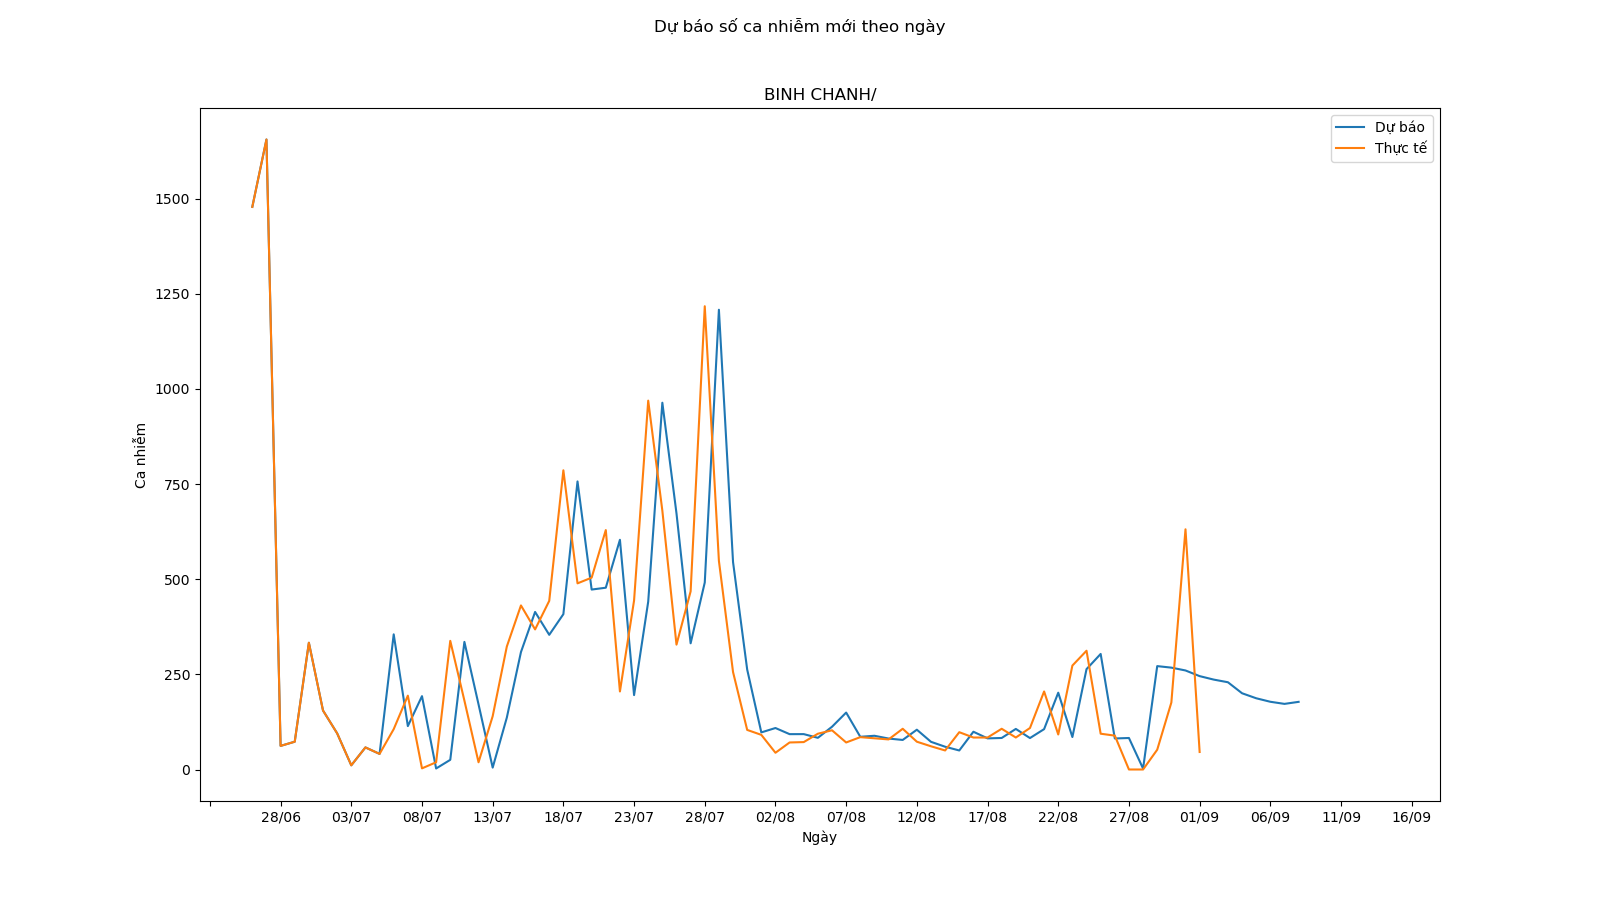 Dự báo số ca nhiễm mới theo ngày
BINH CHANH/
Dự báo
Thực tế
1500
1250
1000
750
500
250
0
Ca nhiễm
28/06 03/07 08/07 13/07 18/07 23/07 28/07 02/08 07/08 12/08 17/08 22/08 27/08 01/09 06/09 11/09 16/09
Ngày